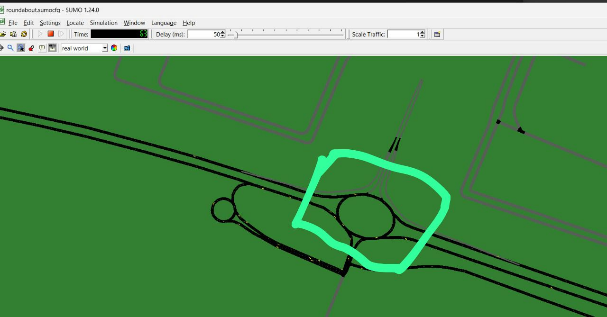 roundabout.sumocfg - SUMO 1.24.0
File Edit Settings Locate Simulation Window Language Help
Time: Delay (ms): 50 Scale Traffic: 1
real world